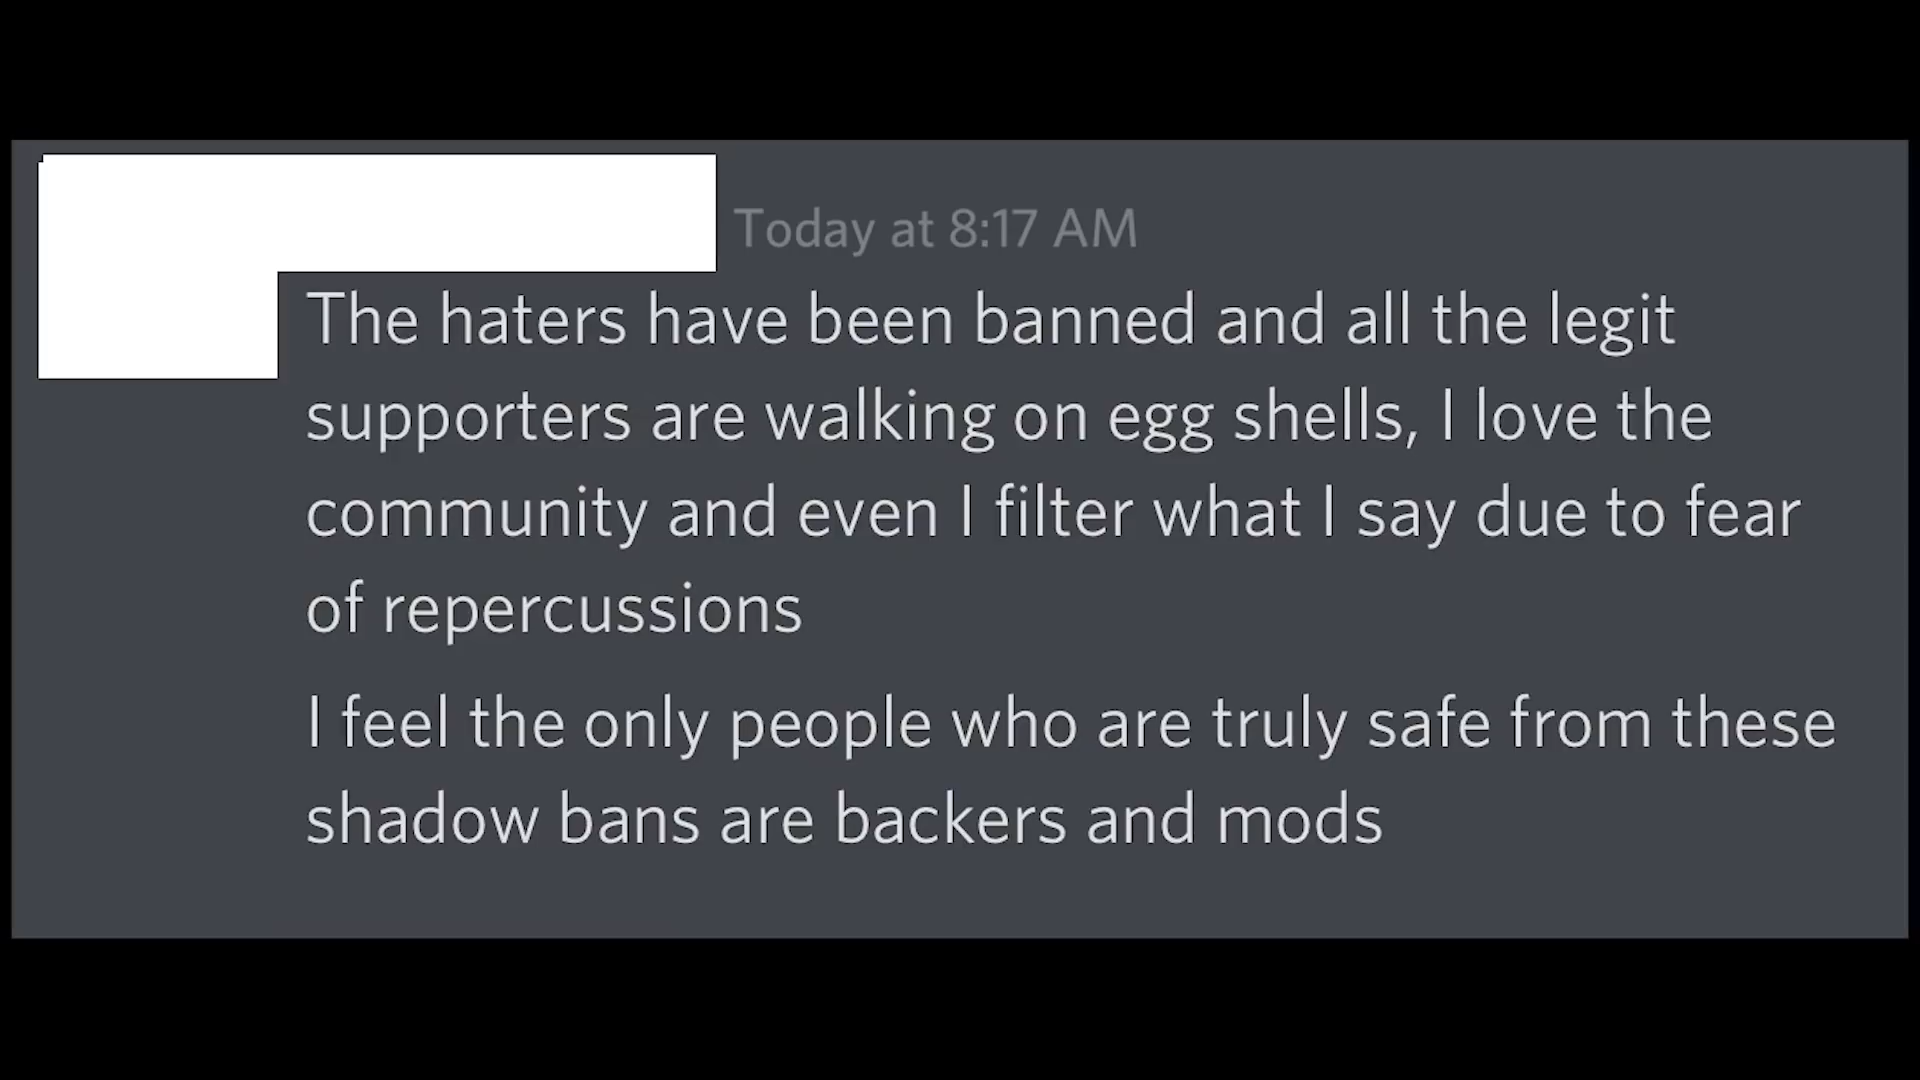 Today at 8:17 AM
The haters have been banned and all the legit
supporters are walking on egg shells, I love the
community and even I filter what I say due to fear
of repercussions
I feel the only people who are truly safe from these
shadow bans are backers and mods